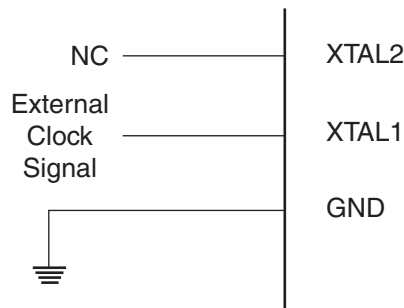 NC
XTAL2
External
Clock
Signal
XTAL1
GND